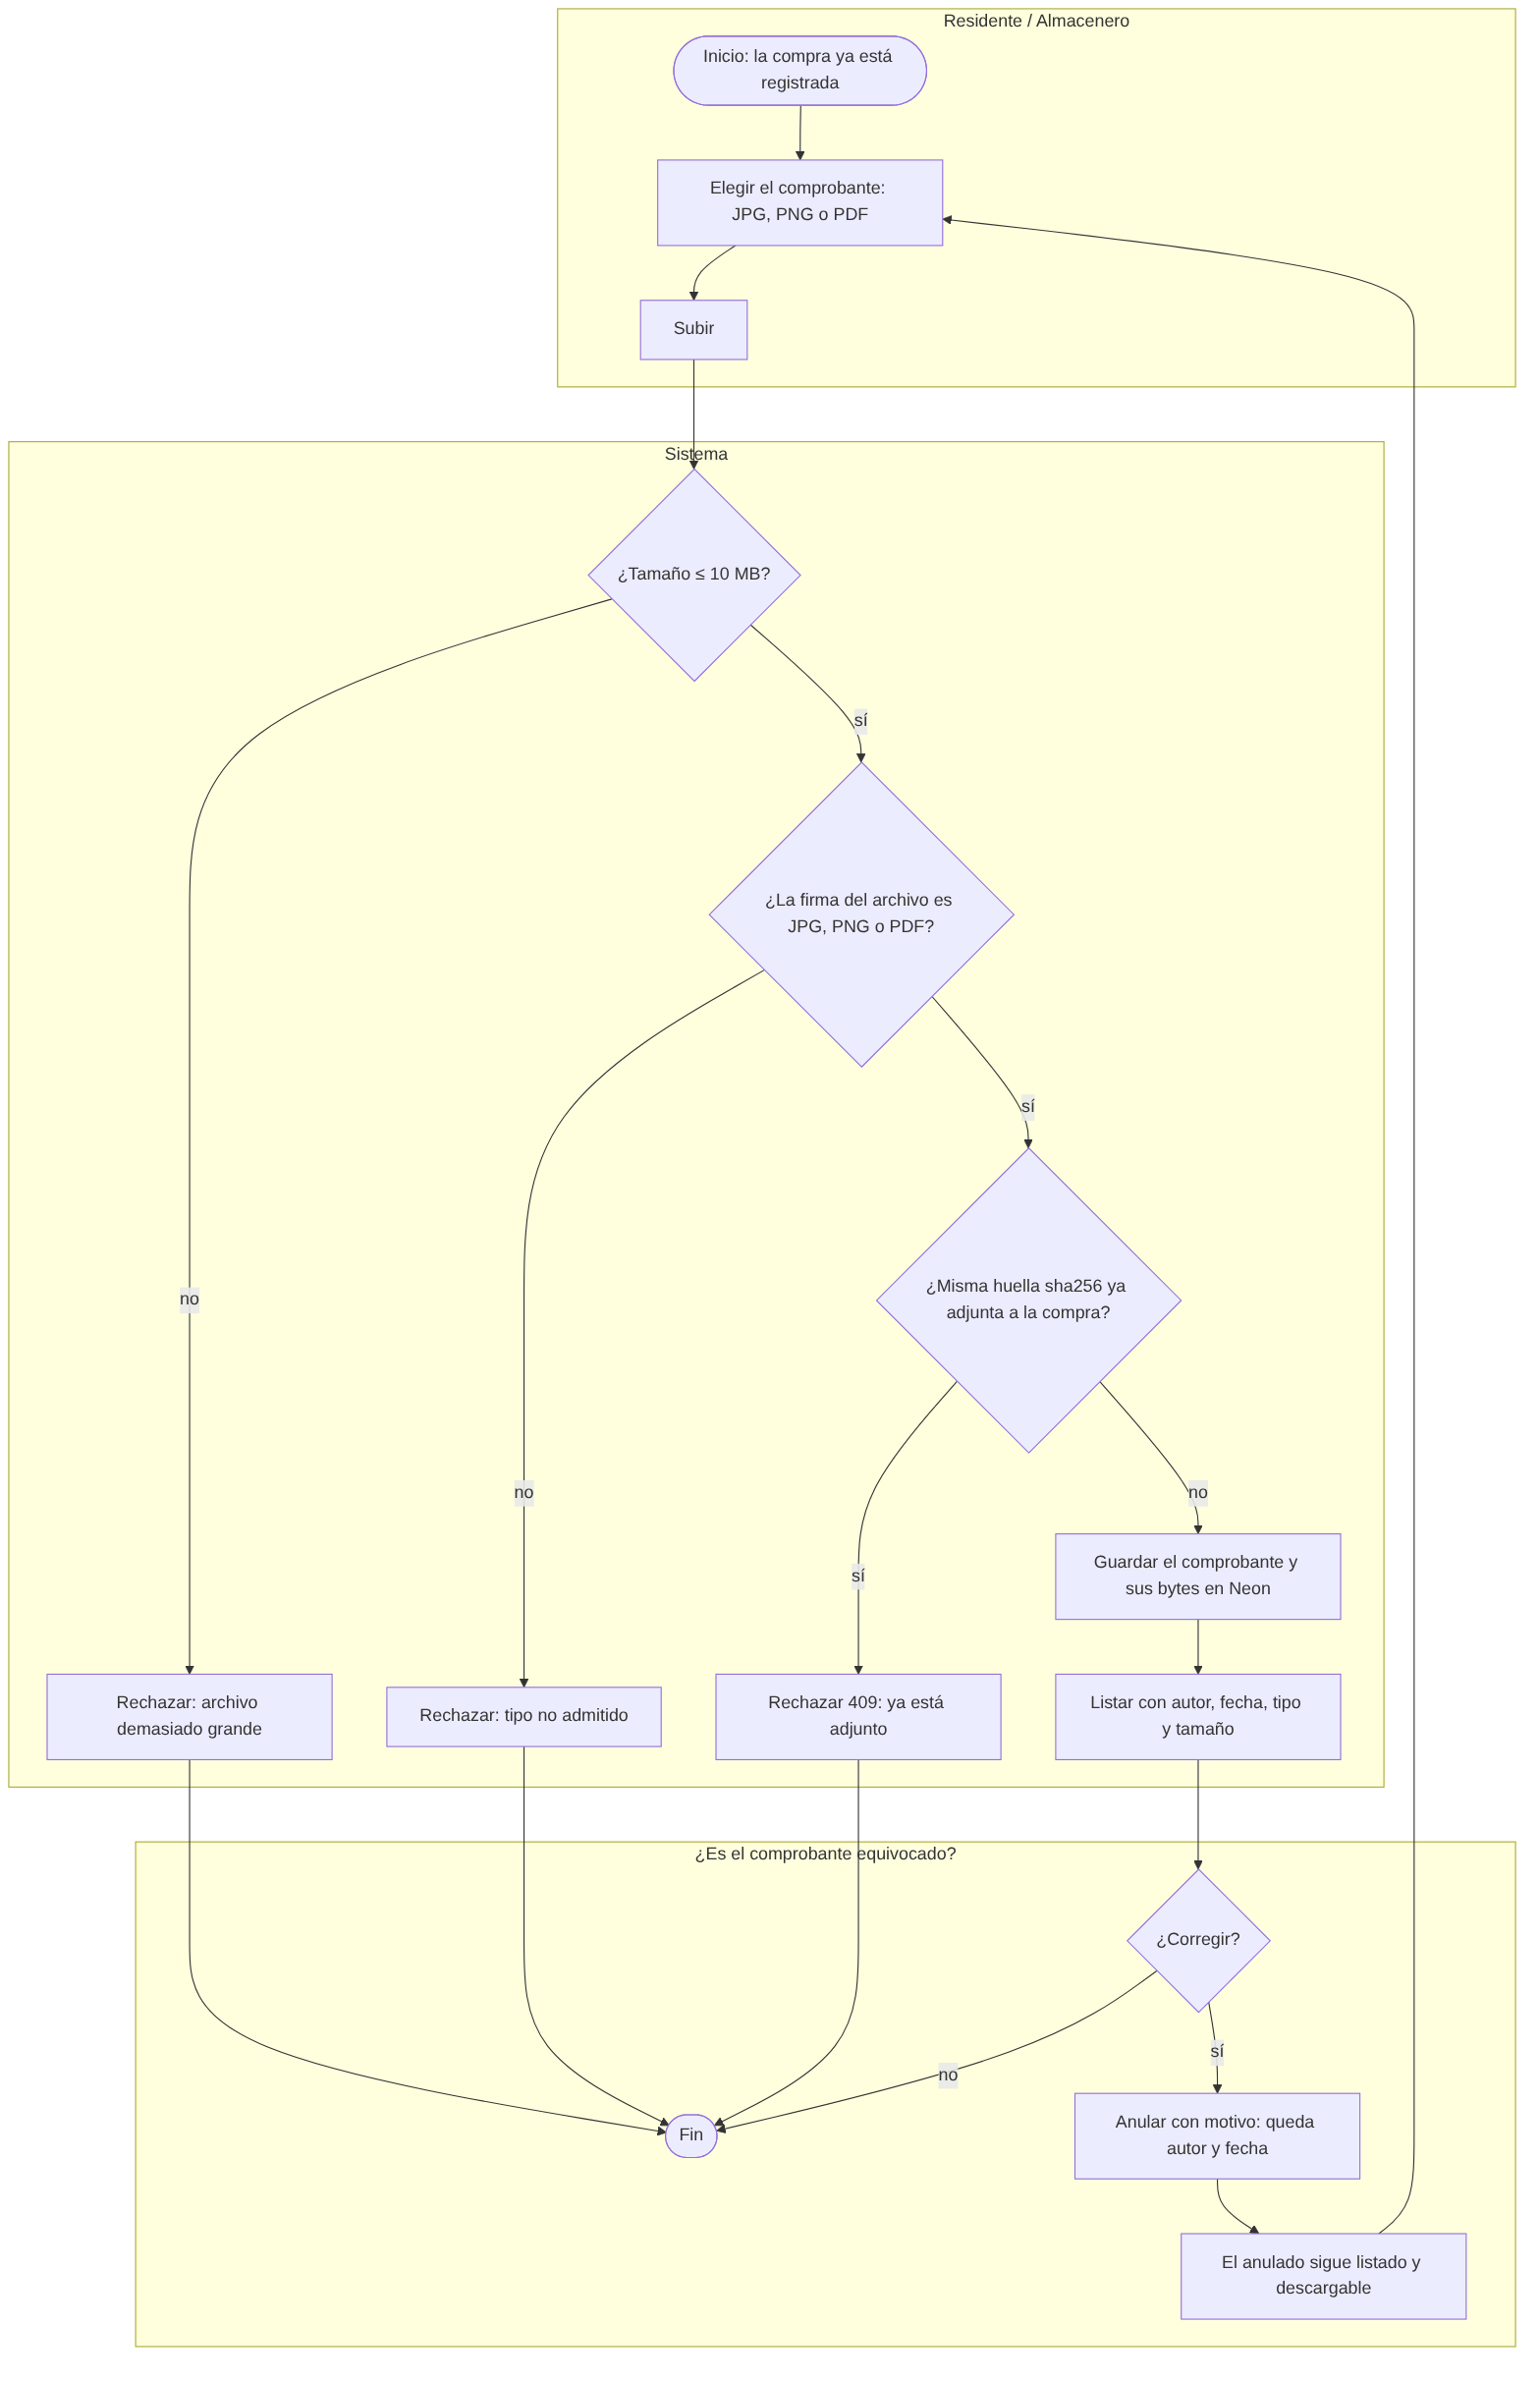 Residente / Almacenero
Inicio: la compra ya está
registrada
Elegir el comprobante:
JPG, PNG o PDF
Subir
Sistema
¿Tamaño ≤ 10 MB?
sí
¿La firma del archivo es
JPG, PNG o PDF?
sí
¿Misma huella sha256 ya
adjunta a la compra?
no
no
no
sí
Guardar el comprobante y
sus bytes en Neon
Rechazar: archivo
demasiado grande
Rechazar: tipo no admitido
Rechazar 409: ya está
adjunto
Listar con autor, fecha, tipo
y tamaño
¿Es el comprobante equivocado?
¿Corregir?
sí
no
Fin
Anular con motivo: queda
autor y fecha
El anulado sigue listado y
descargable